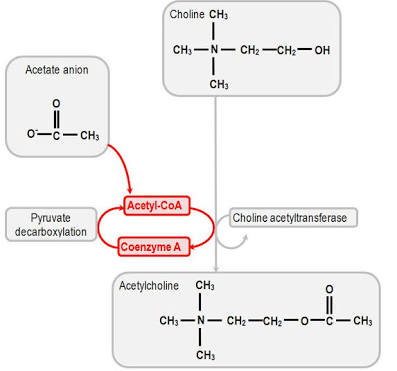 Choline CH₃
CH₃ N CH₂ CH₂ OH
CH₃
Acetate anion
O
O⁻ C CH₃
Acetyl-CoA
Pyruvate
decarboxylation
Choline acetyltransferase
Coenzyme A
Acetylcholine CH₃
O
CH₃ N CH₂ CH₂ O C CH₃
CH₃